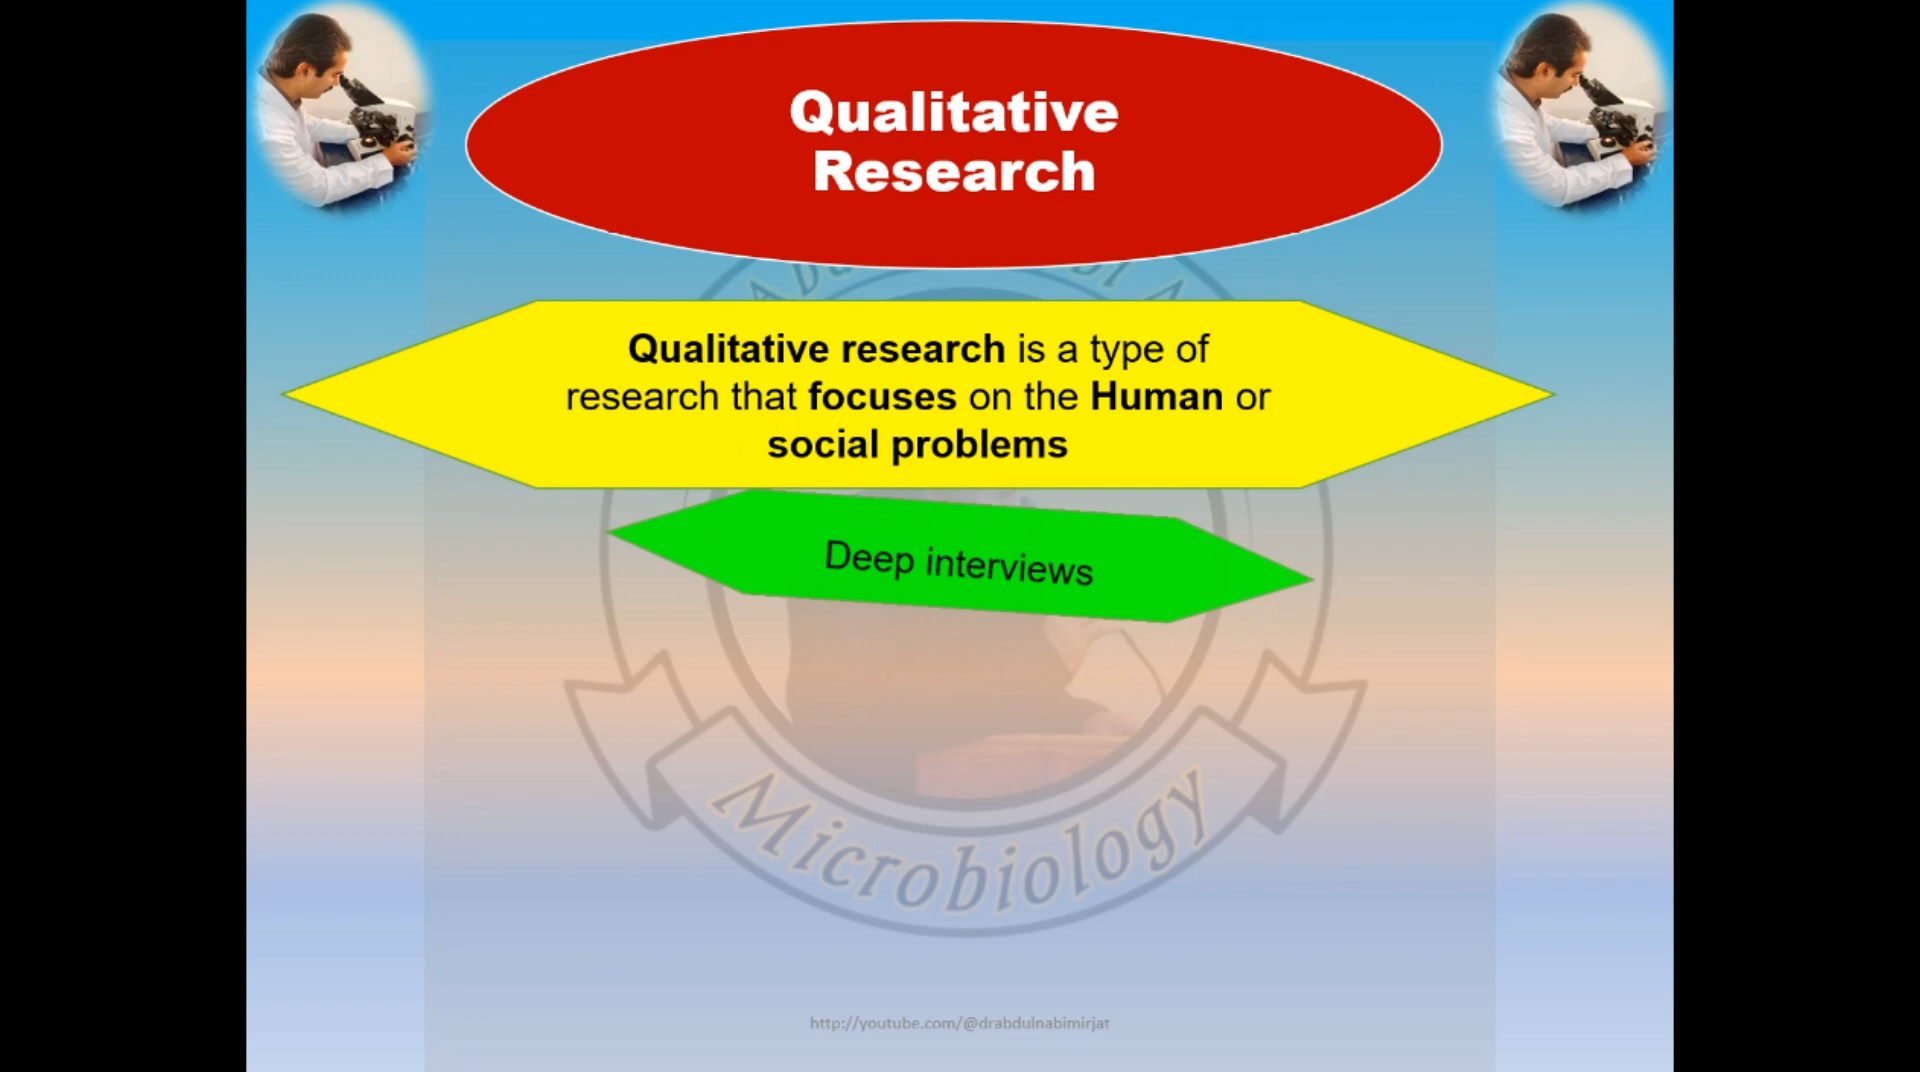 Qualitative
Research
Qualitative research is a type of
research that focuses on the Human or
social problems
Deep interviews
Microbiology
http://youtube.com/@drabdulnabimirjat